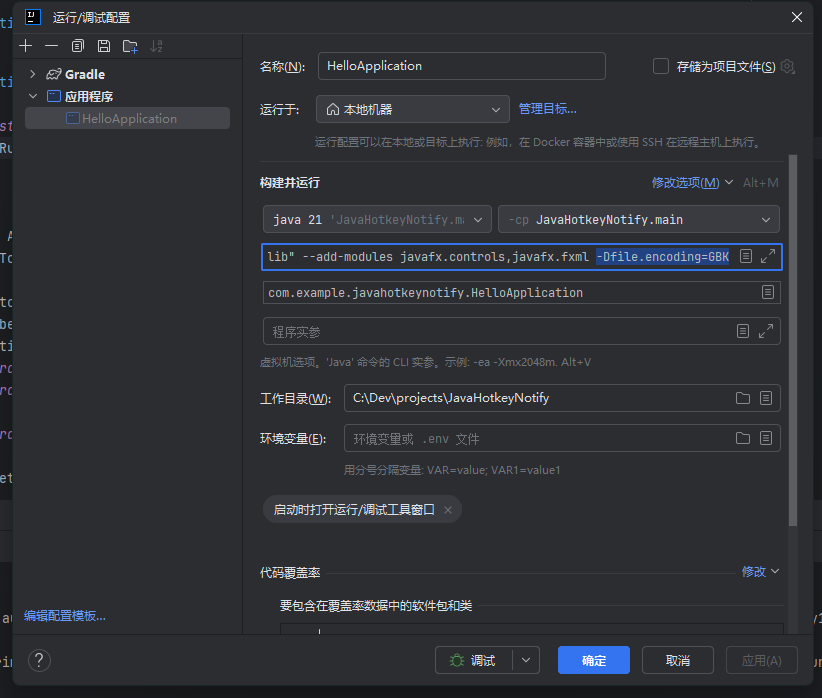 运行/调试配置
Gradle
应用程序
HelloApplication
名称(N):
HelloApplication
存储为项目文件(S)
运行于:
本地机器
管理目标...
运行配置可以在本地或目标上执行: 例如，在 Docker 容器中或使用 SSH 在远程主机上执行。
构建并运行
修改选项(M)
Alt+M
java 21 'JavaHotkeyNotify.ma
-cp JavaHotkeyNotify.main
lib" --add-modules javafx.controls,javafx.fxml -Dfile.encoding=GBK
com.example.javahotkeynotify.HelloApplication
程序实参
虚拟机选项。'Java' 命令的 CLI 实参。示例: -ea -Xmx2048m. Alt+V
工作目录(W):
C:\Dev\projects\JavaHotkeyNotify
环境变量(E):
环境变量或 .env 文件
用分号分隔变量: VAR=value; VAR1=value1
启动时打开运行/调试工具窗口
代码覆盖率
修改
要包含在覆盖率数据中的软件包和类
编辑配置模板...
?
调试
确定
取消
应用(A)